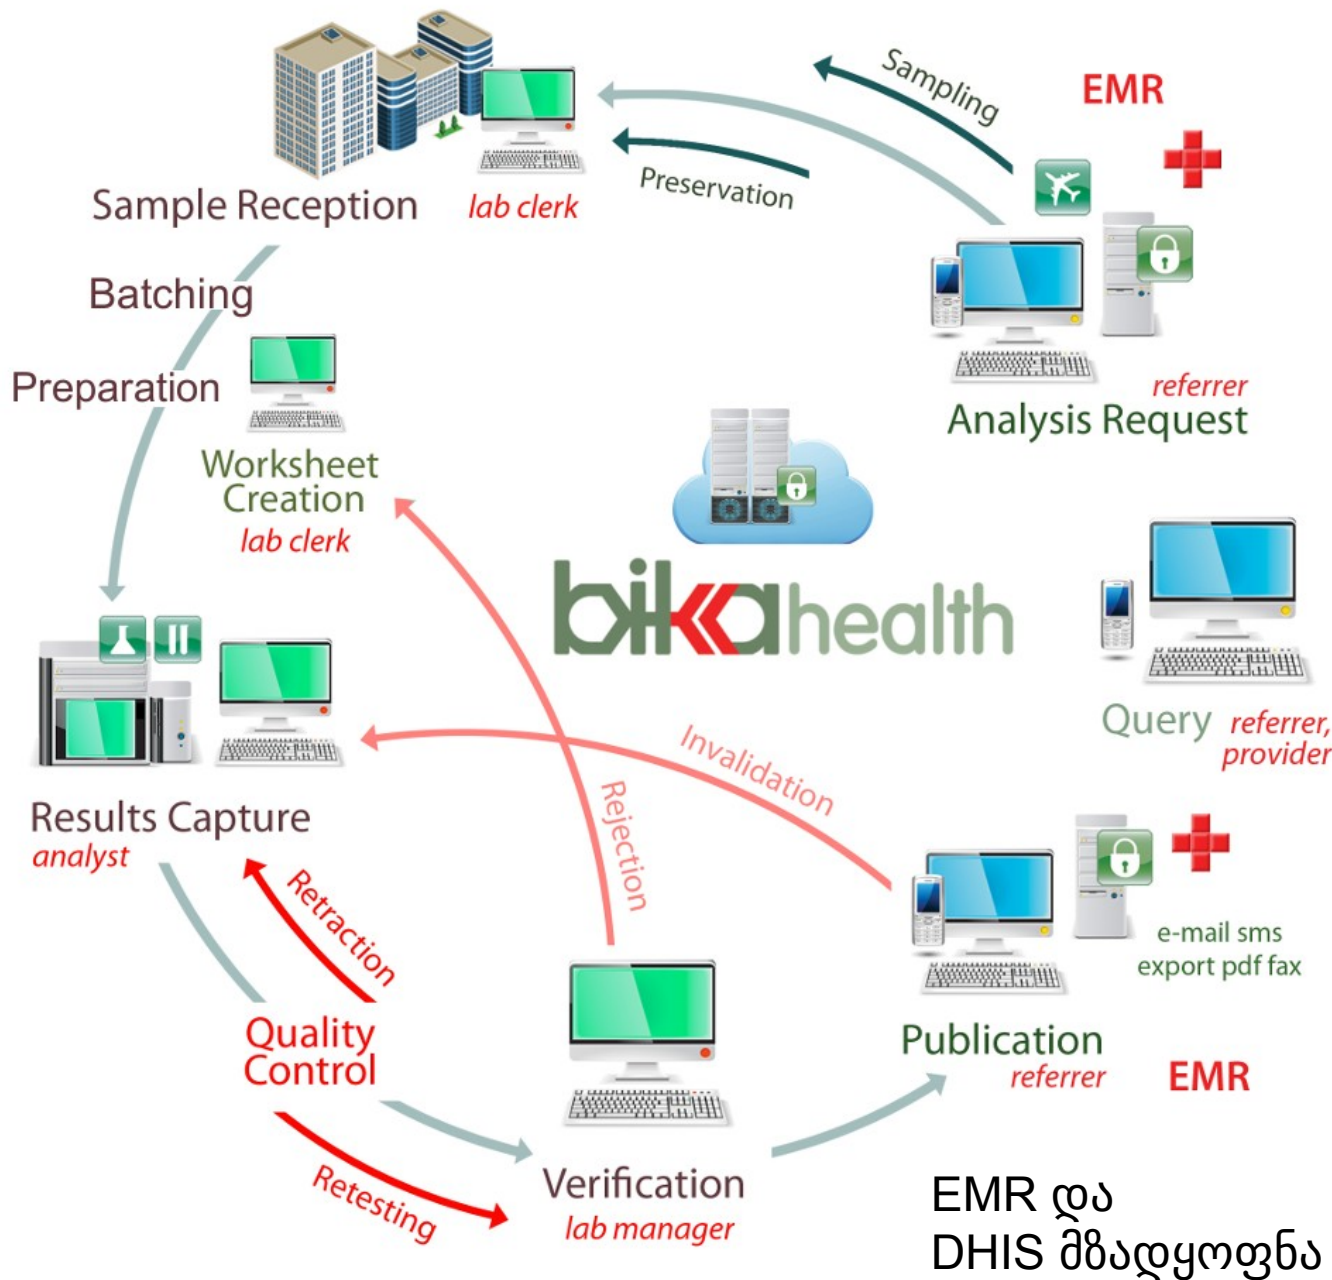 Sampling
EMR
Preservation
Sample Reception
lab clerk
Batching
Preparation
referrer
Analysis Request
Worksheet
Creation
lab clerk
bikahealth
Query referrer,
provider
Invalidation
Rejection
Results Capture
analyst
Retraction
e-mail sms
export pdf fax
Quality
Control
Publication
referrer
EMR
Retesting
Verification
lab manager
EMR და
DHIS მზადყოფნა